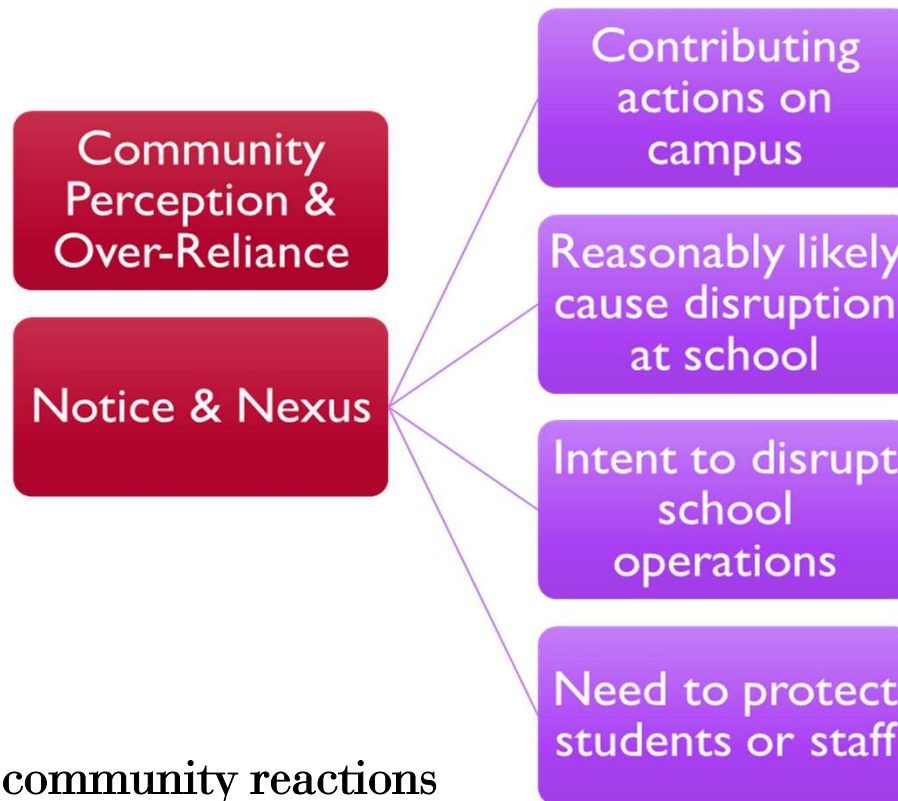 Community
Perception &
Over-Reliance
Notice & Nexus
Contributing
actions on
campus
Reasonably likely
cause disruption
at school
Intent to disrupt
school
operations
Need to protect
students or staff
community reactions